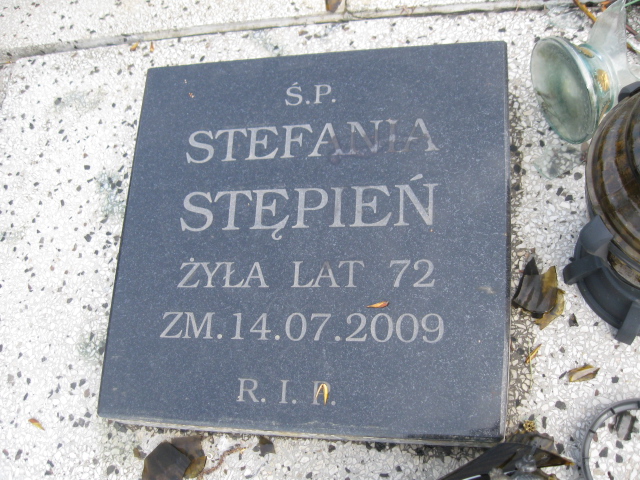 Ś.P.
STEFANIA
STĘPIEŃ
ŻYŁA LAT 72
ZM.14.07.2009
R. I. P.